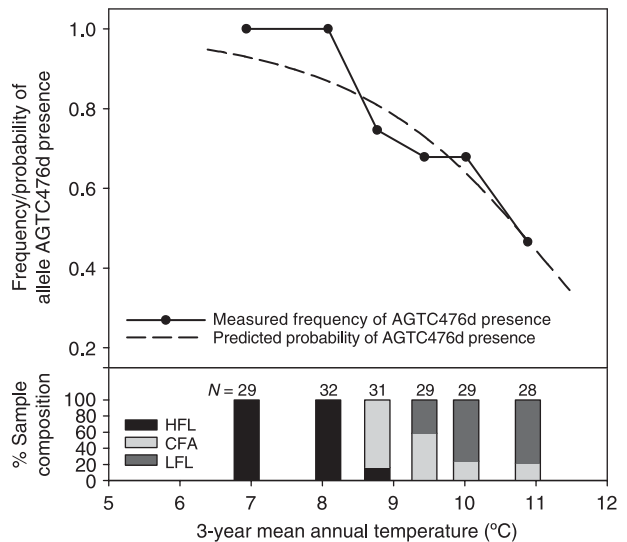 Frequency/probability of
allele AGTC476d presence
1.0
0.8
0.6
0.4
0.2
Measured frequency of AGTC476d presence
Predicted probability of AGTC476d presence
% Sample
composition
100
80
60
40
20
0
N = 29 32 31 29 29 28
HFL
CFA
LFL
5 6 7 8 9 10 11 12
3-year mean annual temperature (ºC)